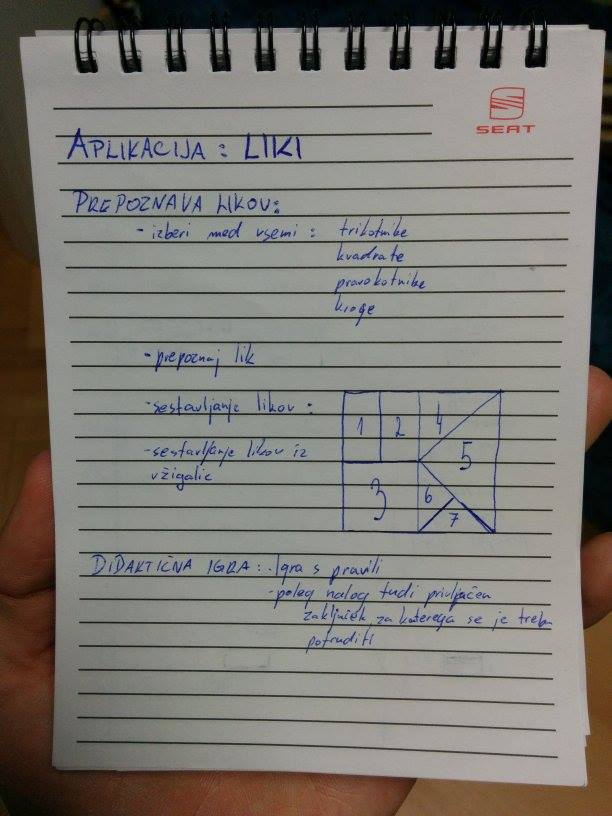 SEAT
APLIKACIJA: LIKI
PREPOZNAVA LIKOV:
- izberi med vsemi: trikotnike
kvadrate
pravokotnike
kroge
- prepoznaj lik
- sestavljanje likov:
- sestavljanje likov iz
vžigalic
1 2 4
5
3 6
7
DIDAKTIČNA IGRA: - Igra s pravili
- poleg nalog tudi privlačen
zaključek, za katerega se je treba
potruditi